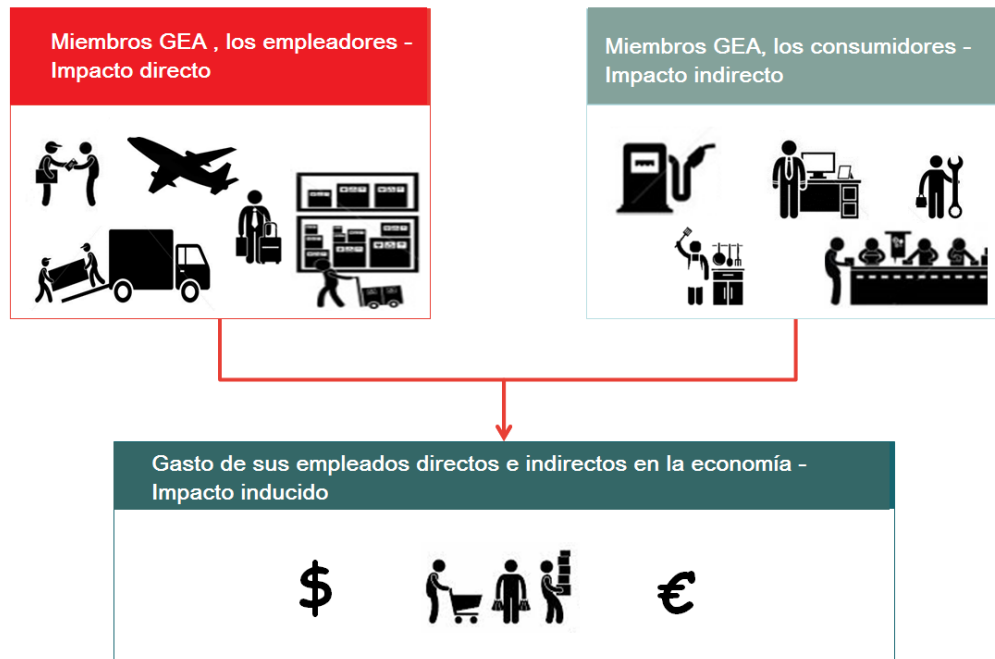 Miembros GEA , los empleadores -
Impacto directo
Miembros GEA, los consumidores -
Impacto indirecto
Gasto de sus empleados directos e indirectos en la economía -
Impacto inducido
$
€